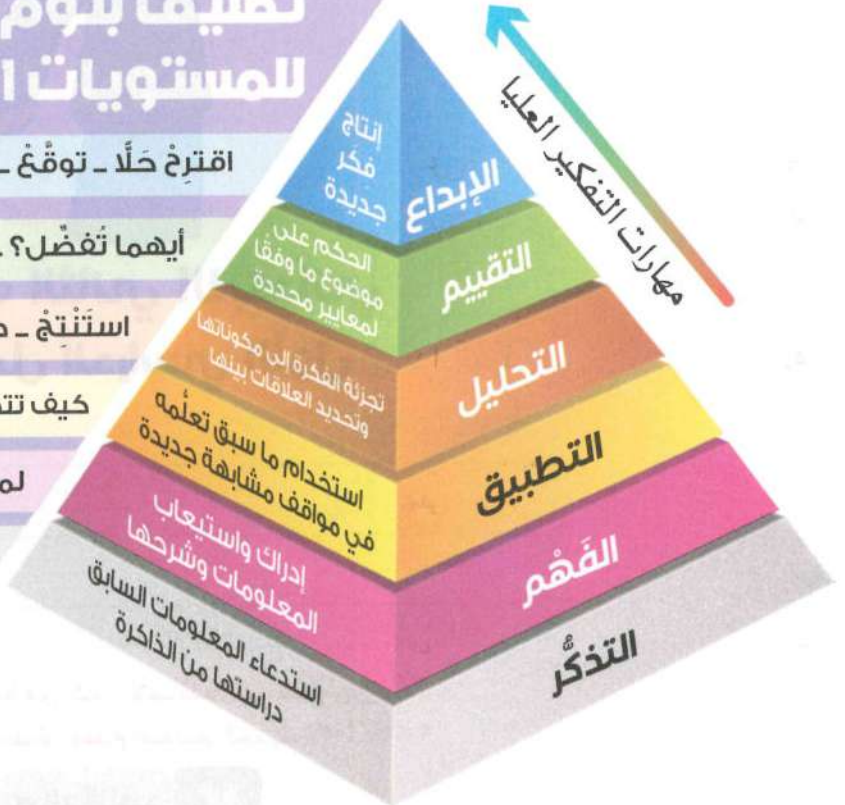 تصنيف بلوم
للمستويات
مهارات التفكير العليا
اقترِحْ حَلًّا ـ توقَّعْ ـ
أيهما تُفضِّل؟
استَنْتِجْ ـ
كيف
الإبداع
إنتاج
فِكَر
جديدة
التقييم
الحكم على
موضوع ما وفقًا
لمعايير محددة
التحليل
تجزئة الفكرة إلى مكوناتها
وتحديد العلاقات بينها
التطبيق
استخدام ما سبق تعلُّمه
في مواقف مشابهة جديدة
الفَهْم
إدراك واستيعاب
المعلومات وشرحها
التذكُّر
استدعاء المعلومات السابق
دراستها من الذاكرة